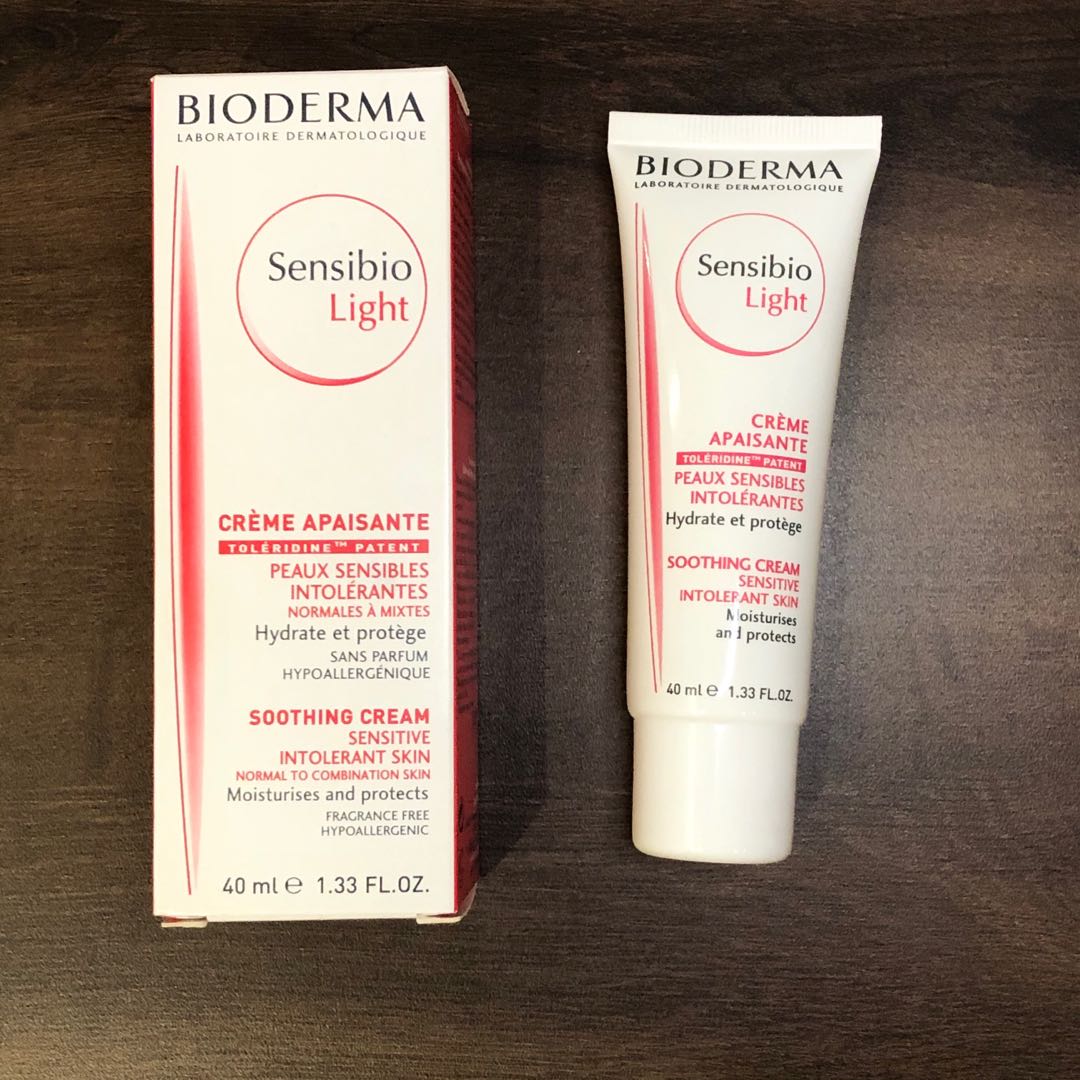 BIODERMA
LABORATOIRE DERMATOLOGIQUE
Sensibio
Light
CRÈME APAISANTE
TOLÉRIDINE™ PATENT
PEAUX SENSIBLES
INTOLÉRANTES
NORMALES À MIXTES
Hydrate et protège
SANS PARFUM
HYPOALLERGÉNIQUE
SOOTHING CREAM
SENSITIVE
INTOLERANT SKIN
NORMAL TO COMBINATION SKIN
Moisturises and protects
FRAGRANCE FREE
HYPOALLERGENIC
40 ml e 1.33 FL.OZ.
BIODERMA
LABORATOIRE DERMATOLOGIQUE
Sensibio
Light
CRÈME
APAISANTE
TOLÉRIDINE™ PATENT
PEAUX SENSIBLES
INTOLÉRANTES
Hydrate et protège
SOOTHING CREAM
SENSITIVE
INTOLERANT SKIN
Moisturises
and protects
40 ml e 1.33 FL.OZ.